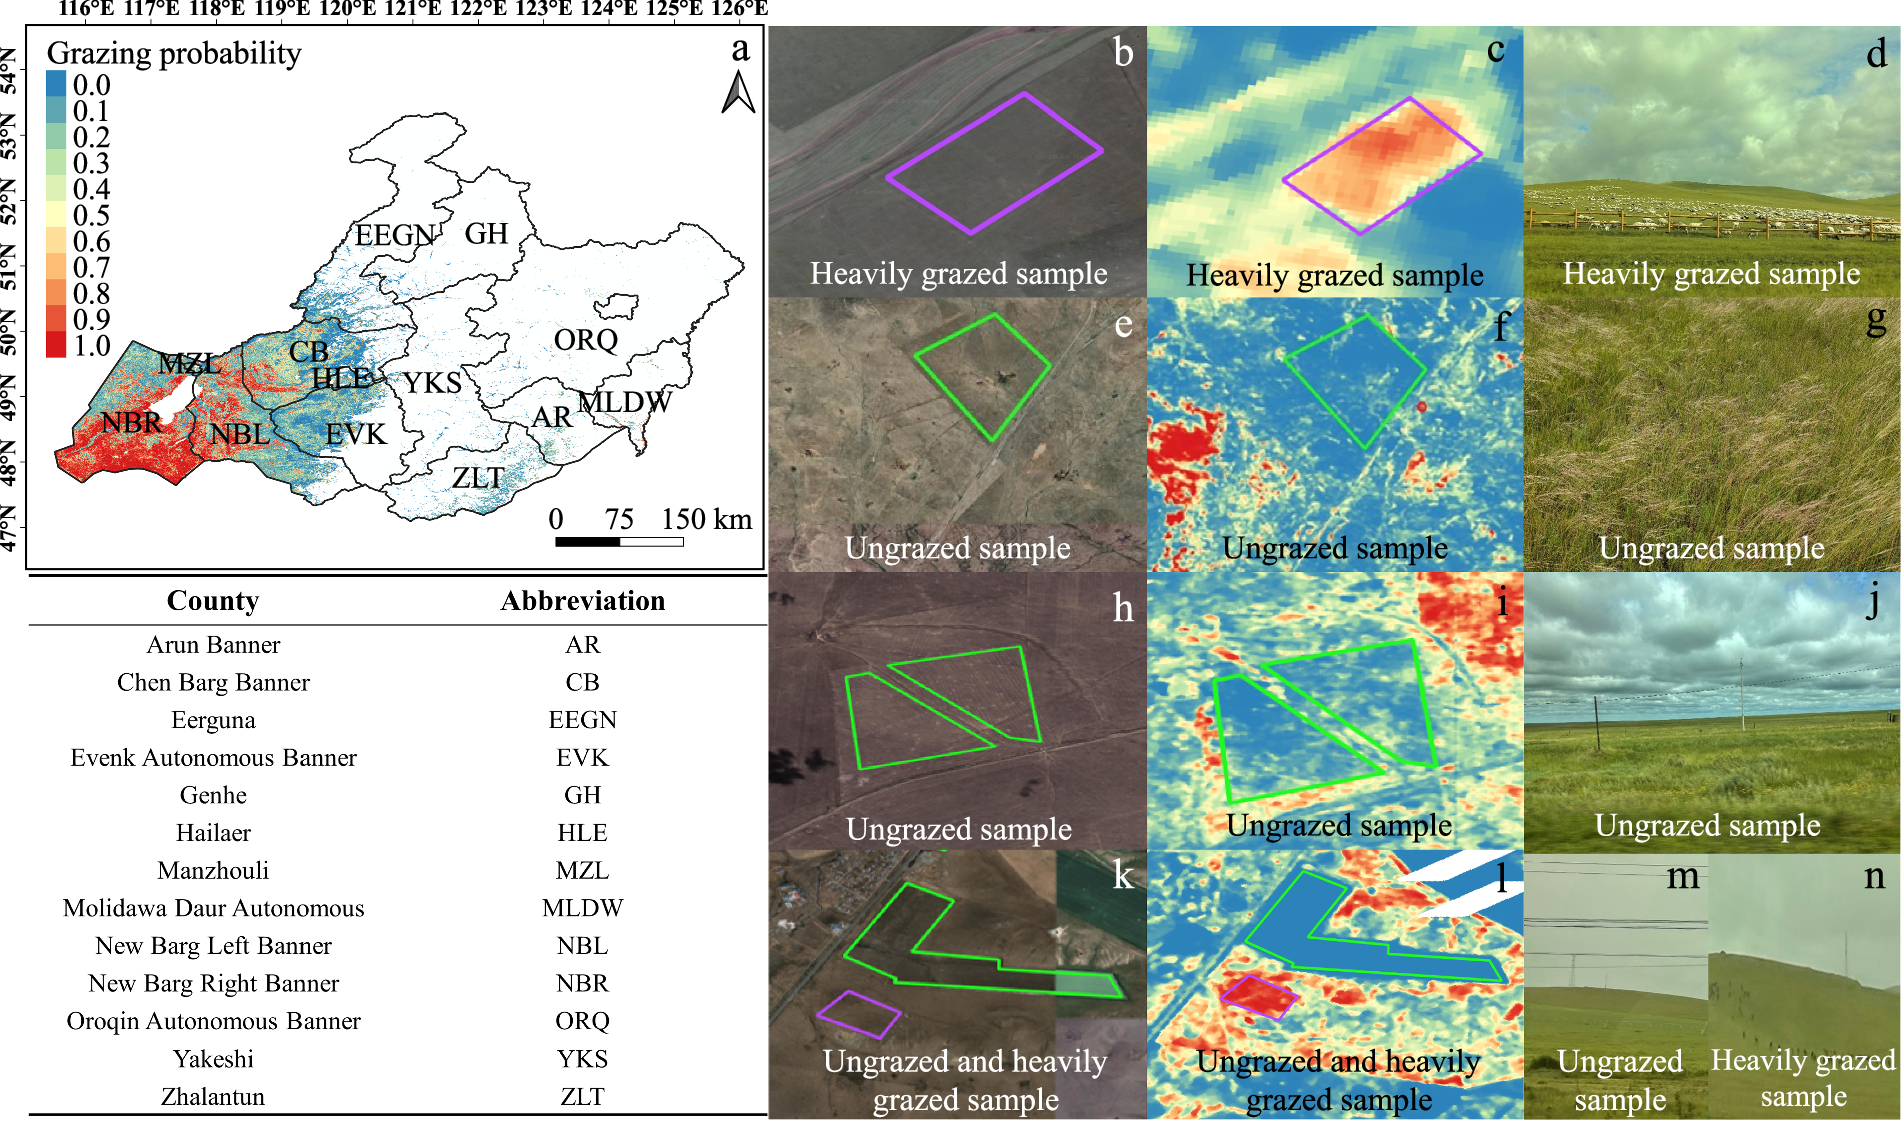 116°E 117°E 118°E 119°E 120°E 121°E 122°E 123°E 124°E 125°E 126°E
54°N
53°N
52°N
51°N
50°N
49°N
48°N
47°N
Grazing probability
a
0.0
0.1
0.2
0.3
0.4
0.5
0.6
0.7
0.8
0.9
1.0
EEGN
GH
ORQ
CB
MZL
HLE
YKS
MLDW
AR
NBR
NBL
EVK
ZLT
0 75 150 km
County Abbreviation
Arun Banner AR
Chen Barg Banner CB
Eerguna EEGN
Evenk Autonomous Banner EVK
Genhe GH
Hailaer HLE
Manzhouli MZL
Molidawa Daur Autonomous MLDW
New Barg Left Banner NBL
New Barg Right Banner NBR
Oroqin Autonomous Banner ORQ
Yakeshi YKS
Zhalantun ZLT
b
Heavily grazed sample
c
Heavily grazed sample
d
Heavily grazed sample
e
Ungrazed sample
f
Ungrazed sample
g
Ungrazed sample
h
Ungrazed sample
i
Ungrazed sample
j
Ungrazed sample
k
Ungrazed and heavily
grazed sample
l
Ungrazed and heavily
grazed sample
m
Ungrazed
sample
n
Heavily grazed
sample